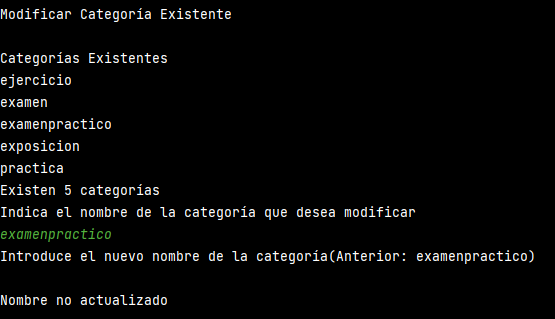 Modificar Categoría Existente
Categorías Existentes
ejercicio
examen
examenpractico
exposicion
practica
Existen 5 categorías
Indica el nombre de la categoría que desea modificar
examenpractico
Introduce el nuevo nombre de la categoría(Anterior: examenpractico)
Nombre no actualizado